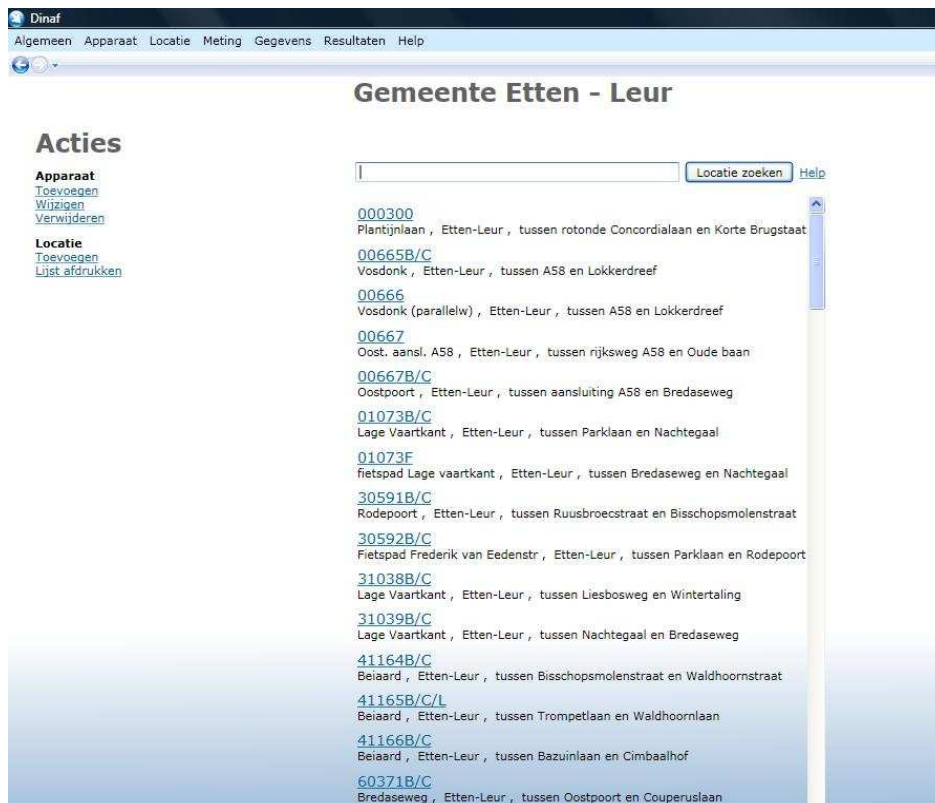 Dinaf
Algemeen Apparaat Locatie Meting Gegevens Resultaten Help
Gemeente Etten - Leur
Acties
Apparaat
Toevoegen
Wijzigen
Verwijderen
Locatie
Toevoegen
Lijst afdrukken
Locatie zoeken Help
000300
Plantijnlaan , Etten-Leur , tussen rotonde Concordialaan en Korte Brugstaat
00665B/C
Vosdonk , Etten-Leur , tussen A58 en Lokkerdreef
00666
Vosdonk (parallelw) , Etten-Leur , tussen A58 en Lokkerdreef
00667
Oost. aansl. A58 , Etten-Leur , tussen rijksweg A58 en Oude baan
00667B/C
Oostpoort , Etten-Leur , tussen aansluiting A58 en Bredaseweg
01073B/C
Lage Vaartkant , Etten-Leur , tussen Parklaan en Nachtegaal
01073F
fietspad Lage vaartkant , Etten-Leur , tussen Bredaseweg en Nachtegaal
30591B/C
Rodepoort , Etten-Leur , tussen Ruusbroecstraat en Bisschopsmolenstraat
30592B/C
Fietspad Frederik van Eedenstr , Etten-Leur , tussen Parklaan en Rodepoort
31038B/C
Lage Vaartkant , Etten-Leur , tussen Liesbosweg en Wintertaling
31039B/C
Lage Vaartkant , Etten-Leur , tussen Nachtegaal en Bredaseweg
41164B/C
Beiaard , Etten-Leur , tussen Bisschopsmolenstraat en Waldhoornstraat
41165B/C/L
Beiaard , Etten-Leur , tussen Trompetlaan en Waldhoornlaan
41166B/C
Beiaard , Etten-Leur , tussen Bazuinlaan en Cimbaalhof
60371B/C
Bredaseweg , Etten-Leur , tussen Oostpoort en Couperuslaan